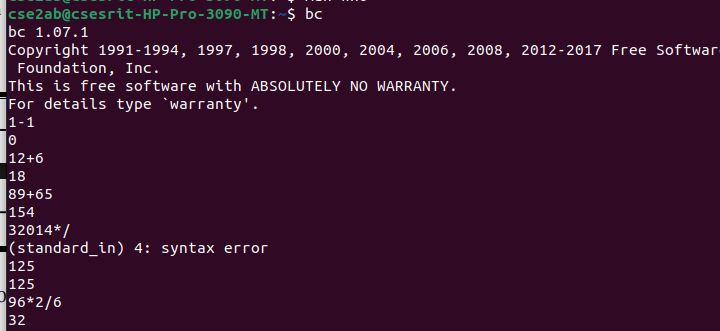 cse2ab@csesrit-HP-Pro-3090-MT:~$ bc
bc 1.07.1
Copyright 1991-1994, 1997, 1998, 2000, 2004, 2006, 2008, 2012-2017 Free Softwar
 Foundation, Inc.
This is free software with ABSOLUTELY NO WARRANTY.
For details type `warranty'.
1-1
0
12+6
18
89+65
154
32014*/
(standard_in) 4: syntax error
125
125
96*2/6
32